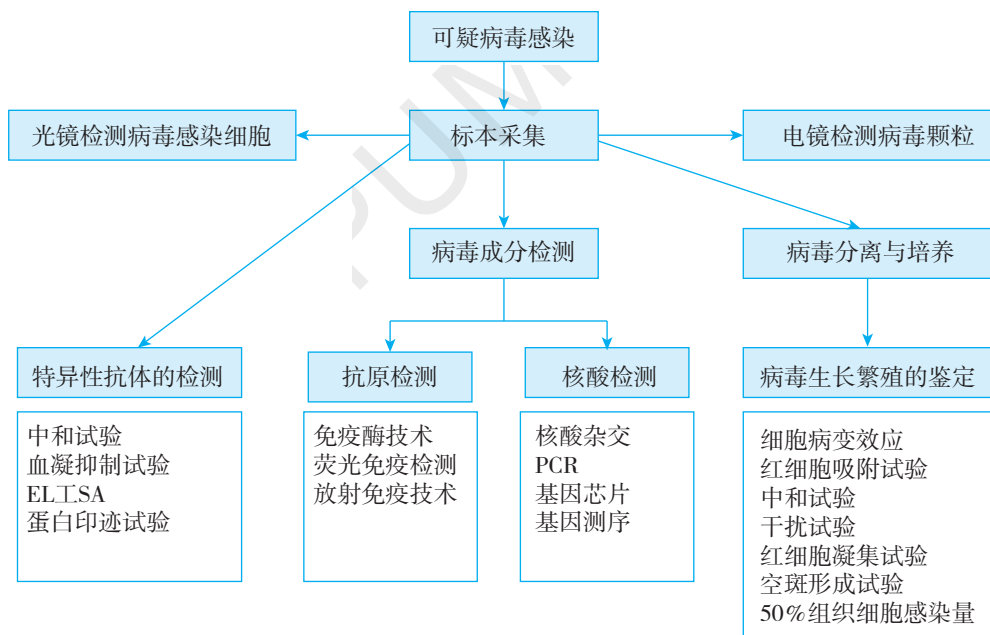 可疑病毒感染
光镜检测病毒感染细胞
标本采集
电镜检测病毒颗粒
病毒成分检测
病毒分离与培养
特异性抗体的检测
抗原检测
核酸检测
病毒生长繁殖的鉴定
中和试验
血凝抑制试验
EL工SA
蛋白印迹试验
免疫酶技术
荧光免疫检测
放射免疫技术
核酸杂交
PCR
基因芯片
基因测序
细胞病变效应
红细胞吸附试验
中和试验
干扰试验
红细胞凝集试验
空斑形成试验
50%组织细胞感染量
PUM